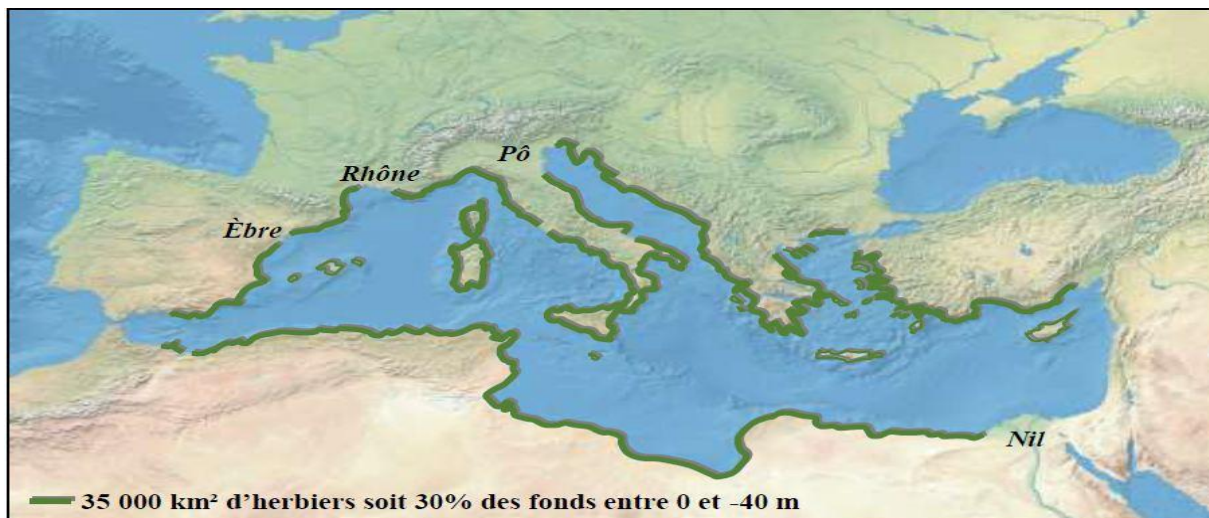 Pô
Rhône
Èbre
Nil
35 000 km² d’herbiers soit 30% des fonds entre 0 et -40 m